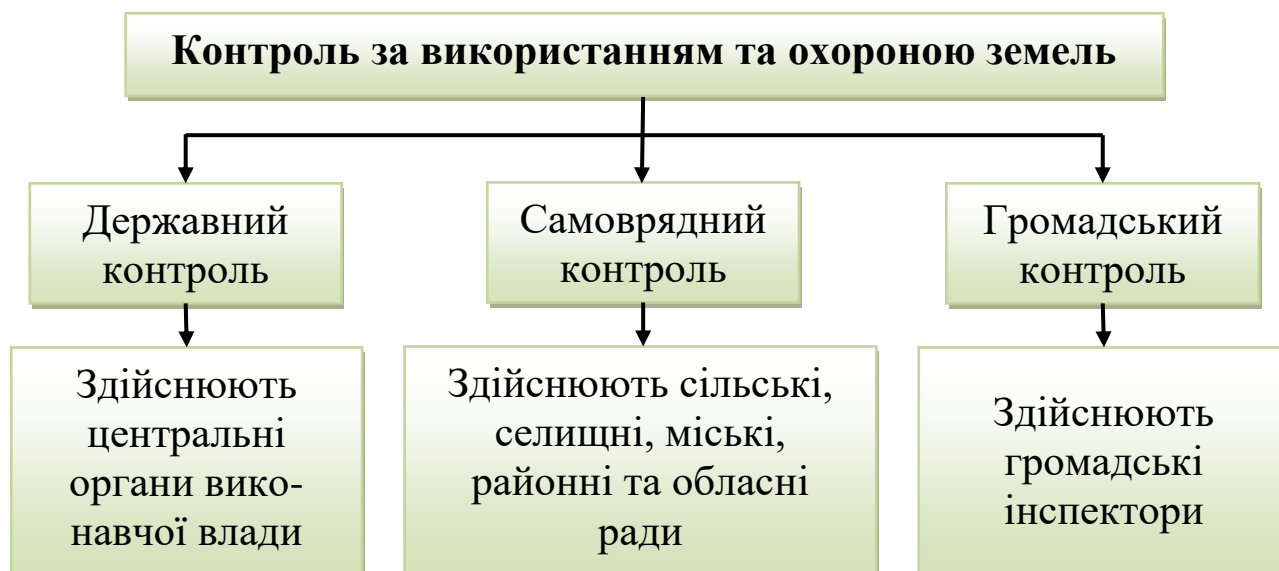 Контроль за використанням та охороною земель
Державний
контроль
Самоврядний
контроль
Громадський
контроль
Здійснюють
центральні
органи вико-
навчої влади
Здійснюють сільські,
селищні, міські,
районні та обласні
ради
Здійснюють
громадські
інспектори